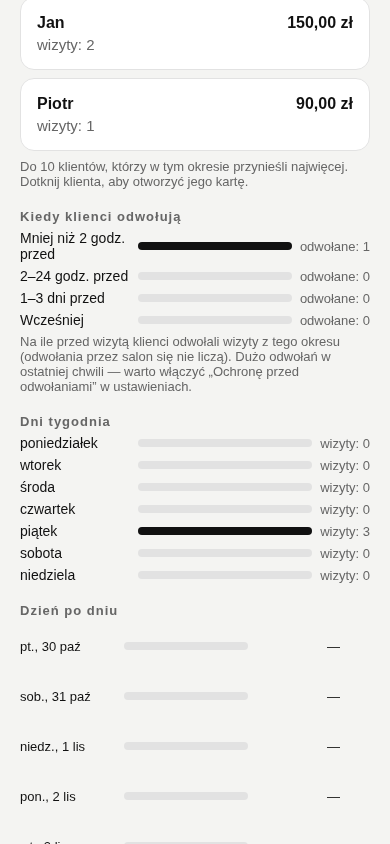 Jan 150,00 zł
wizyty: 2
Piotr 90,00 zł
wizyty: 1
Do 10 klientów, którzy w tym okresie przynieśli najwięcej.
Dotknij klienta, aby otworzyć jego kartę.
Kiedy klienci odwołują
Mniej niż 2 godz. przed odwołane: 1
2–24 godz. przed odwołane: 0
1–3 dni przed odwołane: 0
Wcześniej odwołane: 0
Na ile przed wizytą klienci odwołali wizyty z tego okresu
(odwołania przez salon się nie liczą). Dużo odwołań w
ostatniej chwili — warto włączyć „Ochronę przed
odwołaniami” w ustawieniach.
Dni tygodnia
poniedziałek wizyty: 0
wtorek wizyty: 0
środa wizyty: 0
czwartek wizyty: 0
piątek wizyty: 3
sobota wizyty: 0
niedziela wizyty: 0
Dzień po dniu
pt., 30 paź —
sob., 31 paź —
niedz., 1 lis —
pon., 2 lis —